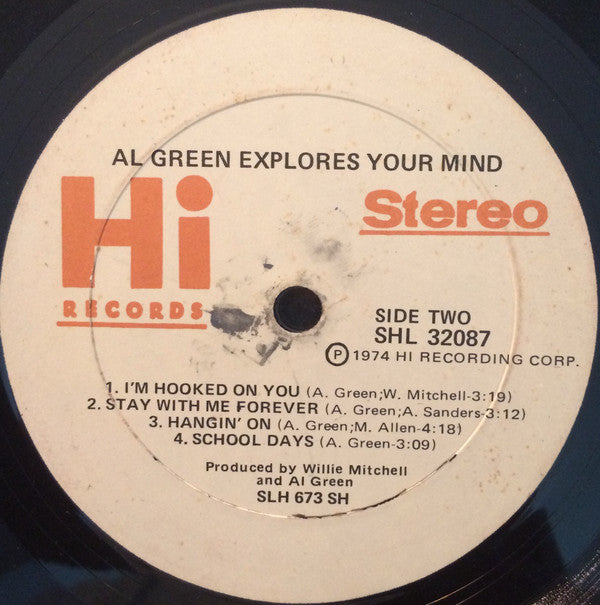 AL GREEN EXPLORES YOUR MIND
Hi
RECORDS
Stereo
SIDE TWO
SHL 32087
Ⓟ 1974 HI RECORDING CORP.
1. I'M HOOKED ON YOU (A. Green;W. Mitchell-3:19)
2. STAY WITH ME FOREVER (A. Green;A. Sanders-3:12)
3. HANGIN' ON (A. Green;M. Allen-4:18)
4. SCHOOL DAYS (A. Green-3:09)
Produced by Willie Mitchell
and Al Green
SLH 673 SH